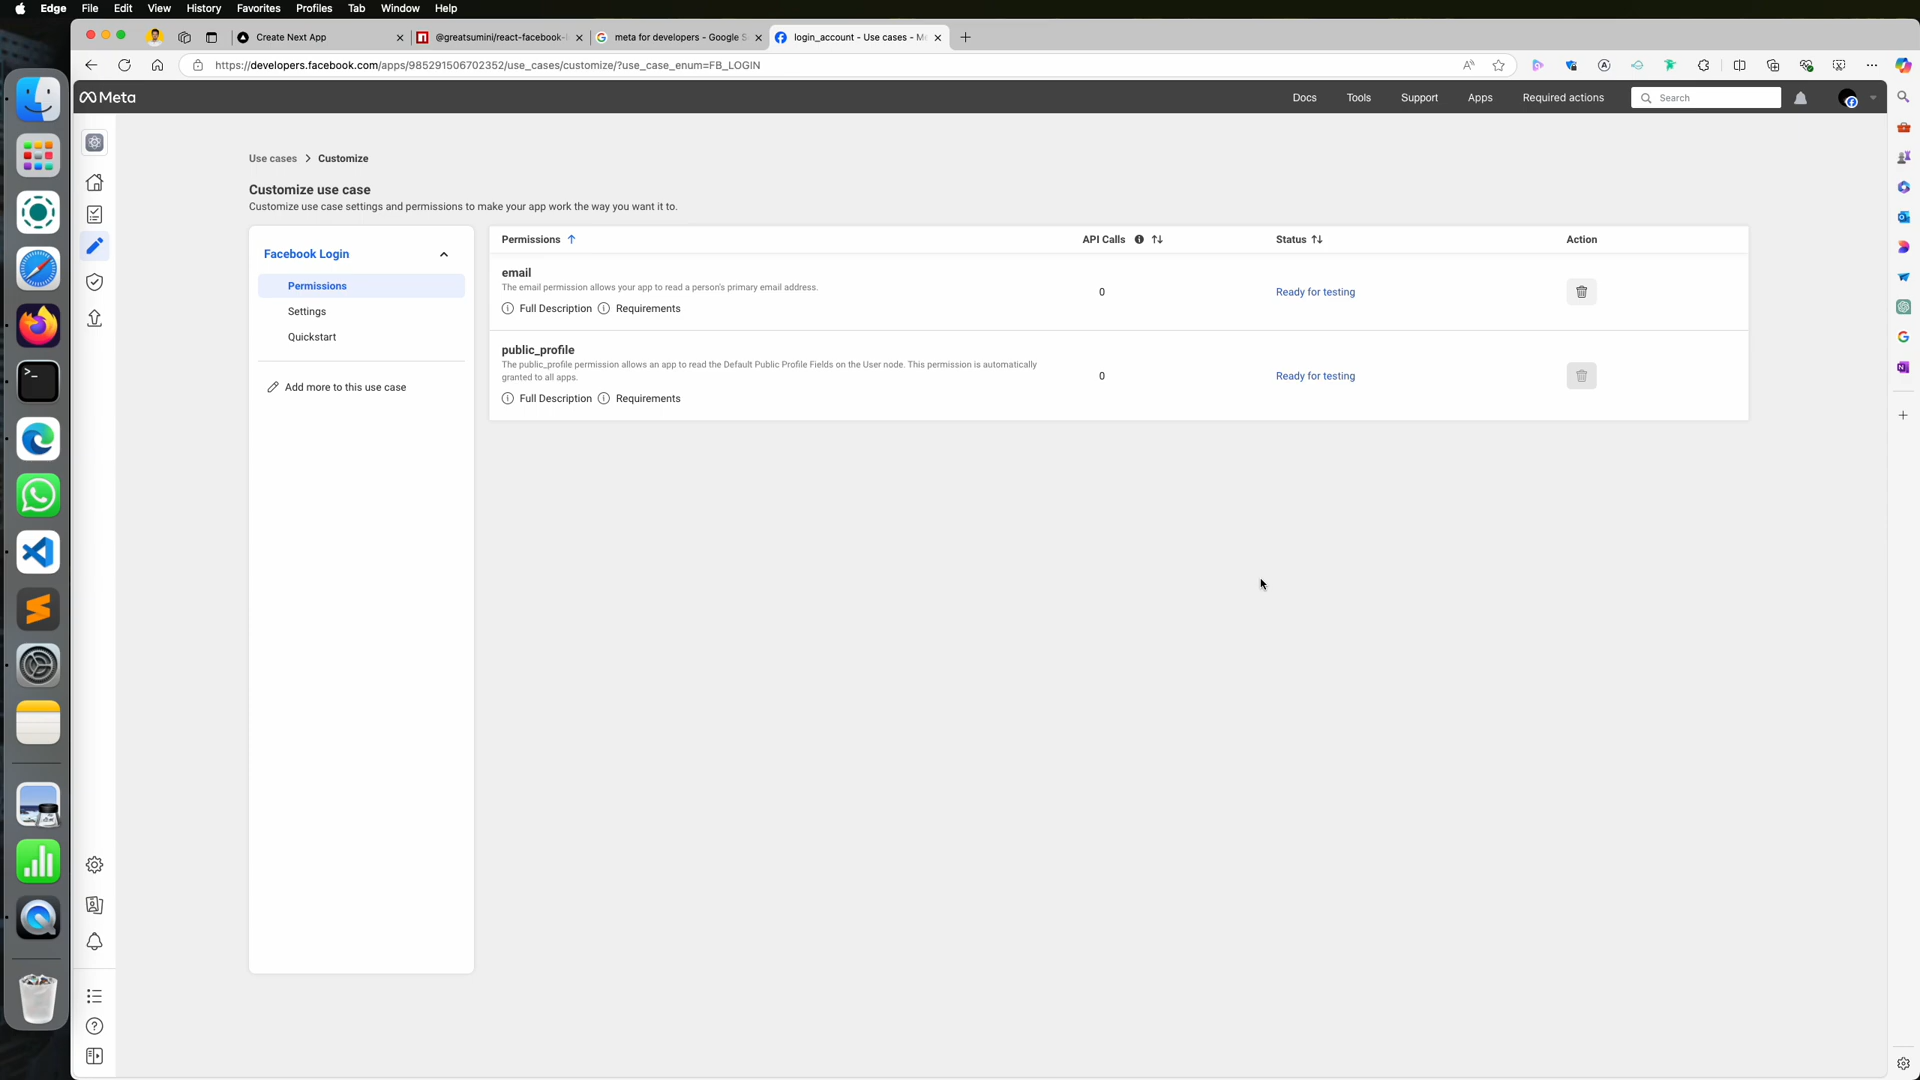 Edge File Edit View History Favorites Profiles Tab Window Help
Create Next App
@greatsumini/react-facebook-
meta for developers - Google S
login_account - Use cases - M
https://developers.facebook.com/apps/985291506702352/use_cases/customize/?use_case_enum=FB_LOGIN
Meta
Docs Tools Support Apps Required actions Search
Use cases > Customize
Customize use case
Customize use case settings and permissions to make your app work the way you want it to.
Facebook Login
Permissions
Settings
Quickstart
Add more to this use case
Permissions API Calls Status Action
email
The email permission allows your app to read a person's primary email address.
Full Description Requirements
0 Ready for testing
public_profile
The public_profile permission allows an app to read the Default Public Profile Fields on the User node. This permission is automatically
granted to all apps.
Full Description Requirements
0 Ready for testing